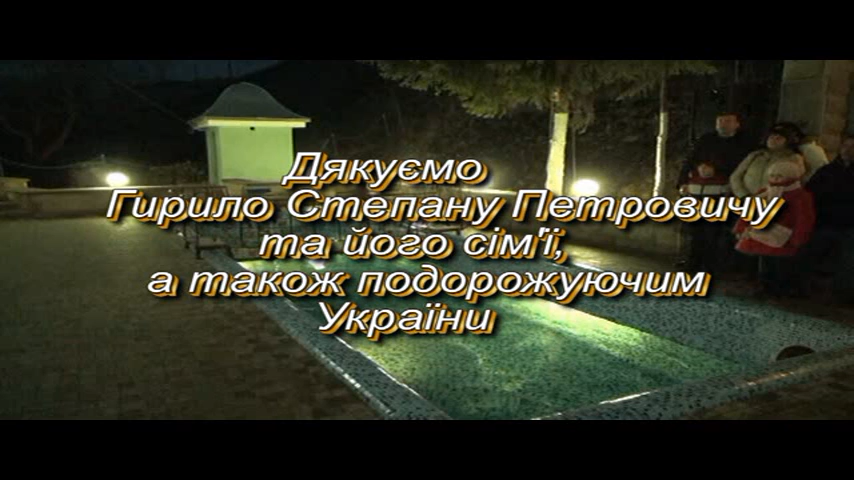 Дякуємо
Гирило Степану Петровичу
та його сім'ї,
а також подорожуючим
України